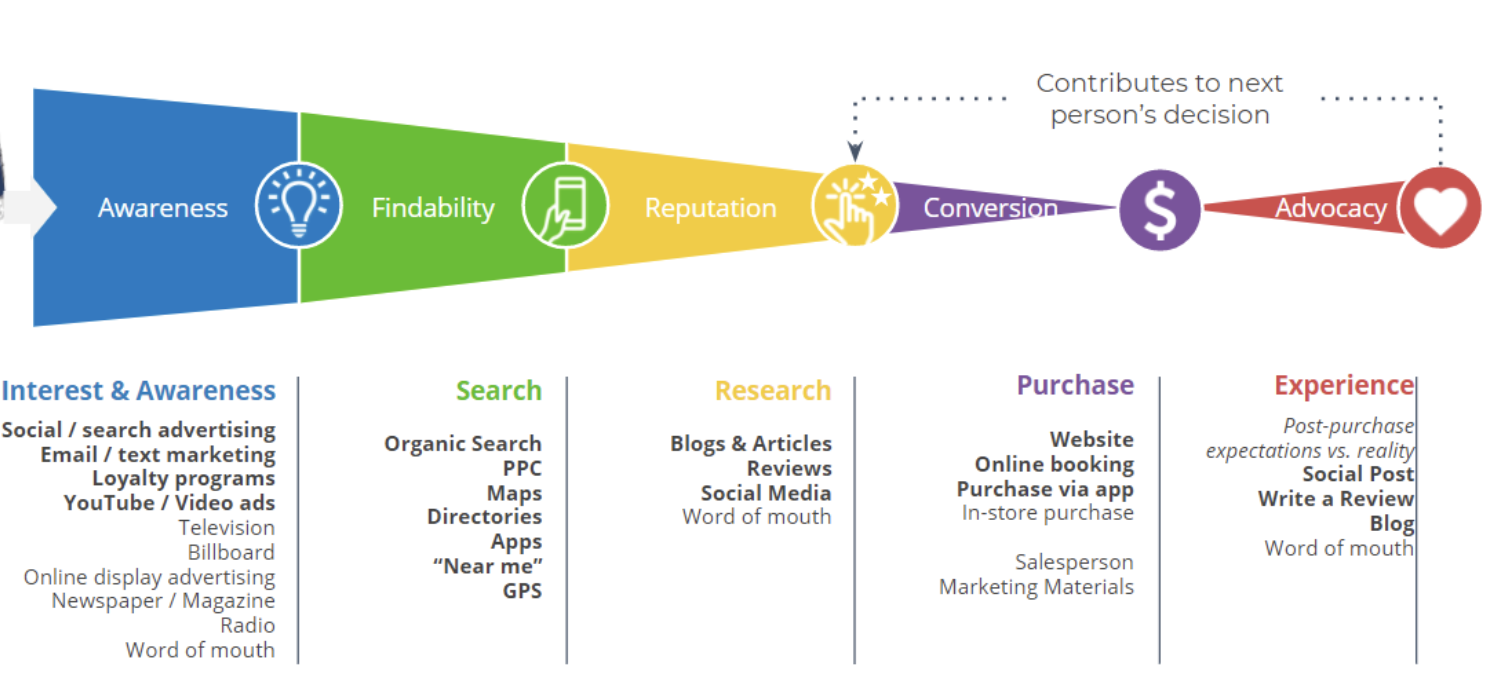 Contributes to next
person's decision
Awareness
Findability
Reputation
Conversion
Advocacy
Interest & Awareness
Social / search advertising
Email / text marketing
Loyalty programs
YouTube / Video ads
Television
Billboard
Online display advertising
Newspaper / Magazine
Radio
Word of mouth
Search
Organic Search
PPC
Maps
Directories
Apps
“Near me”
GPS
Research
Blogs & Articles
Reviews
Social Media
Word of mouth
Purchase
Website
Online booking
Purchase via app
In-store purchase
Salesperson
Marketing Materials
Experience
Post-purchase
expectations vs. reality
Social Post
Write a Review
Blog
Word of mouth